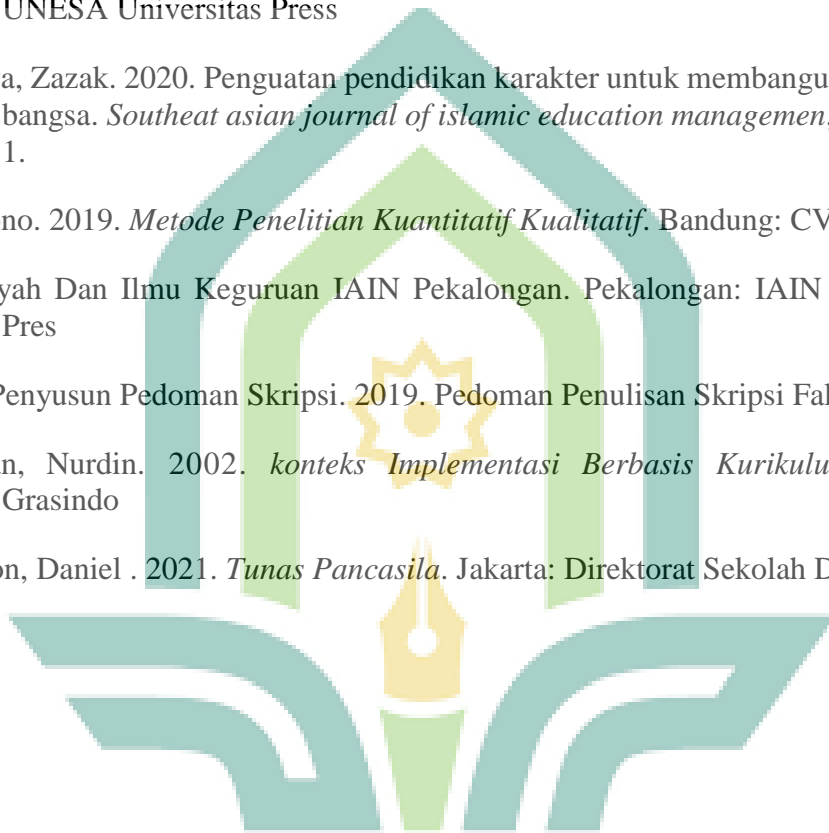 UNESA Universitas Press
a, Zazak. 2020. Penguatan pendidikan karakter untuk membangu
bangsa. Southeat asian journal of islamic education managemen,
1.
no. 2019. Metode Penelitian Kuantitatif Kualitatif. Bandung: CV
yah Dan Ilmu Keguruan IAIN Pekalongan. Pekalongan: IAIN
Pres
Penyusun Pedoman Skripsi. 2019. Pedoman Penulisan Skripsi Fal
n, Nurdin. 2002. konteks Implementasi Berbasis Kurikulu
Grasindo
on, Daniel . 2021. Tunas Pancasila. Jakarta: Direktorat Sekolah D